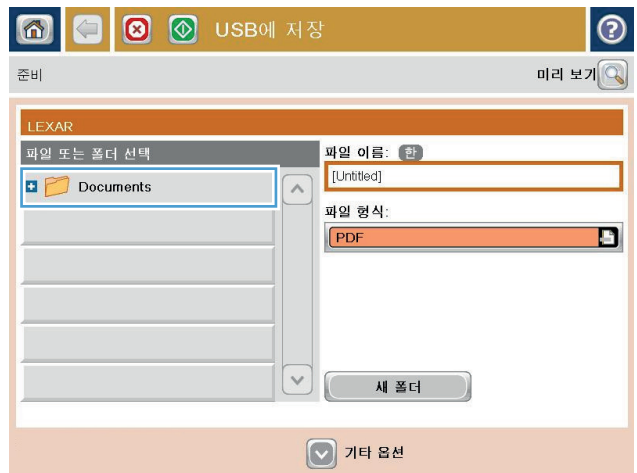 USB에 저장
준비
미리 보기
LEXAR
파일 또는 폴더 선택
Documents
파일 이름: 한
[Untitled]
파일 형식:
PDF
새 폴더
기타 옵션